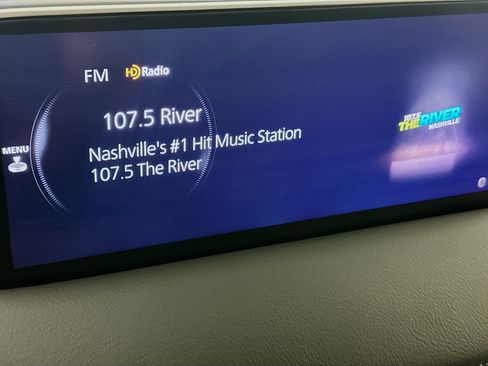 FM HD Radio
107.5 River
MENU
Nashville's #1 Hit Music Station
107.5 The River
107.5
THE RIVER
NASHVILLE